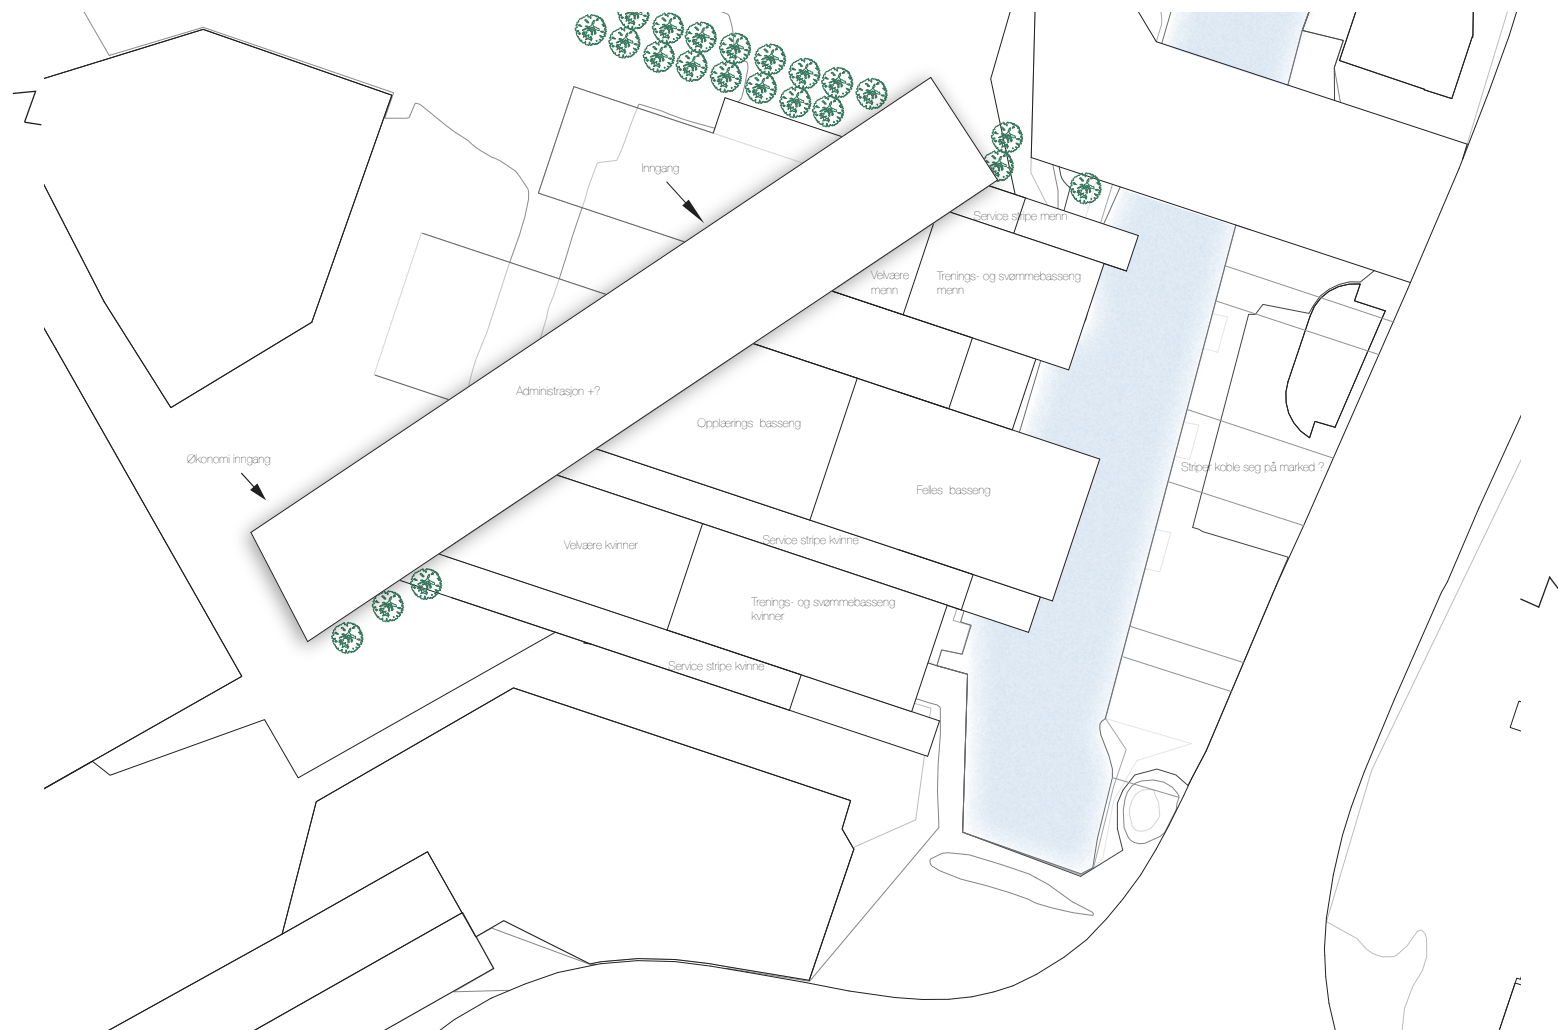 Inngang
Service stripe menn
Velvære
menn
Trenings- og svømmebasseng
menn
Administrasjon +?
Opplærings basseng
Økonomi inngang
Striper koble seg på marked ?
Felles basseng
Service stripe kvinne
Velvære kvinner
Trenings- og svømmebasseng
kvinner
Service stripe kvinne